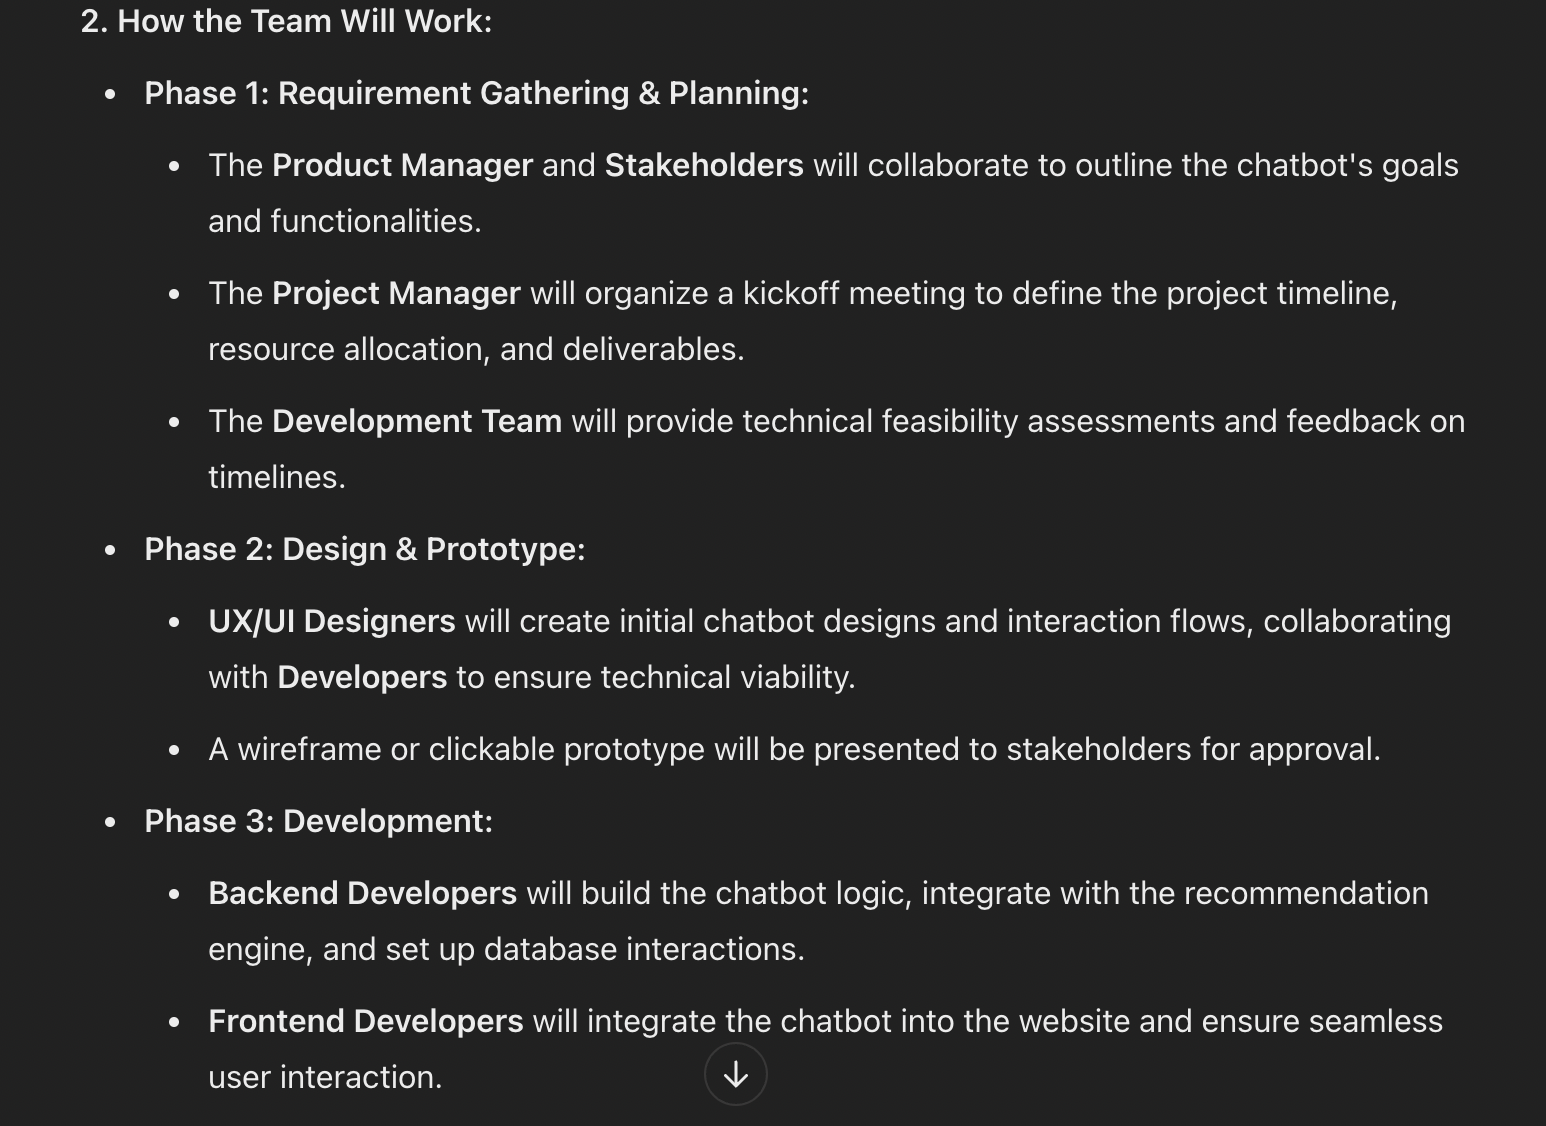 2. How the Team Will Work:
• Phase 1: Requirement Gathering & Planning:
• The Product Manager and Stakeholders will collaborate to outline the chatbot's goals
and functionalities.
• The Project Manager will organize a kickoff meeting to define the project timeline,
resource allocation, and deliverables.
• The Development Team will provide technical feasibility assessments and feedback on
timelines.
• Phase 2: Design & Prototype:
• UX/UI Designers will create initial chatbot designs and interaction flows, collaborating
with Developers to ensure technical viability.
• A wireframe or clickable prototype will be presented to stakeholders for approval.
• Phase 3: Development:
• Backend Developers will build the chatbot logic, integrate with the recommendation
engine, and set up database interactions.
• Frontend Developers will integrate the chatbot into the website and ensure seamless
user interaction.